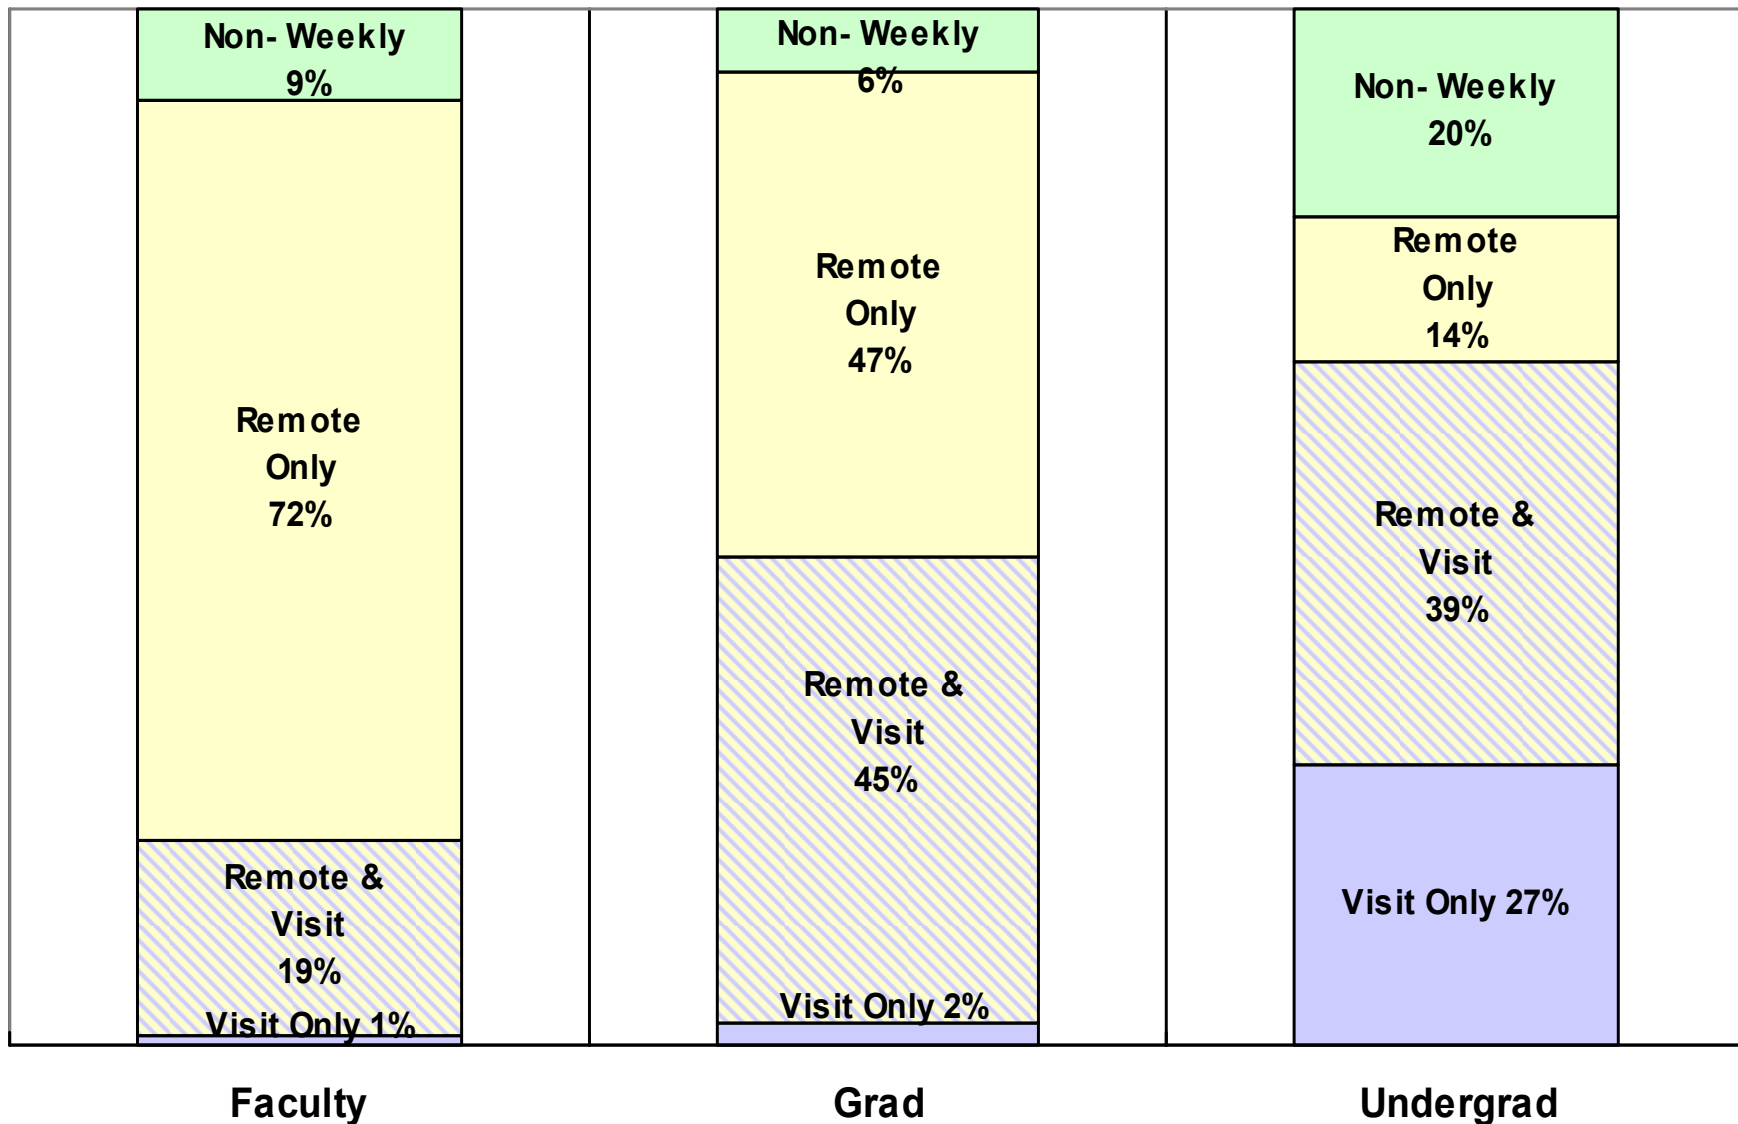 Non- Weekly
9%
Remote
Only
72%
Remote &
Visit
19%
Visit Only 1%
Faculty
Non- Weekly
6%
Remote
Only
47%
Remote &
Visit
45%
Visit Only 2%
Grad
Non- Weekly
20%
Remote
Only
14%
Remote &
Visit
39%
Visit Only 27%
Undergrad